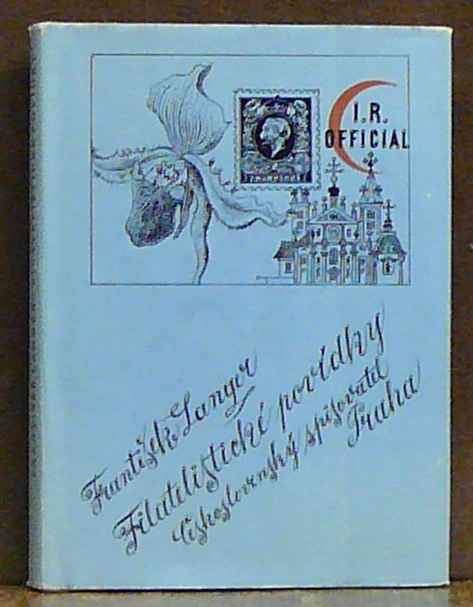 I.R.
OFFICIAL
František Langer
Filatelistické povídky
Československý spisovatel
Praha